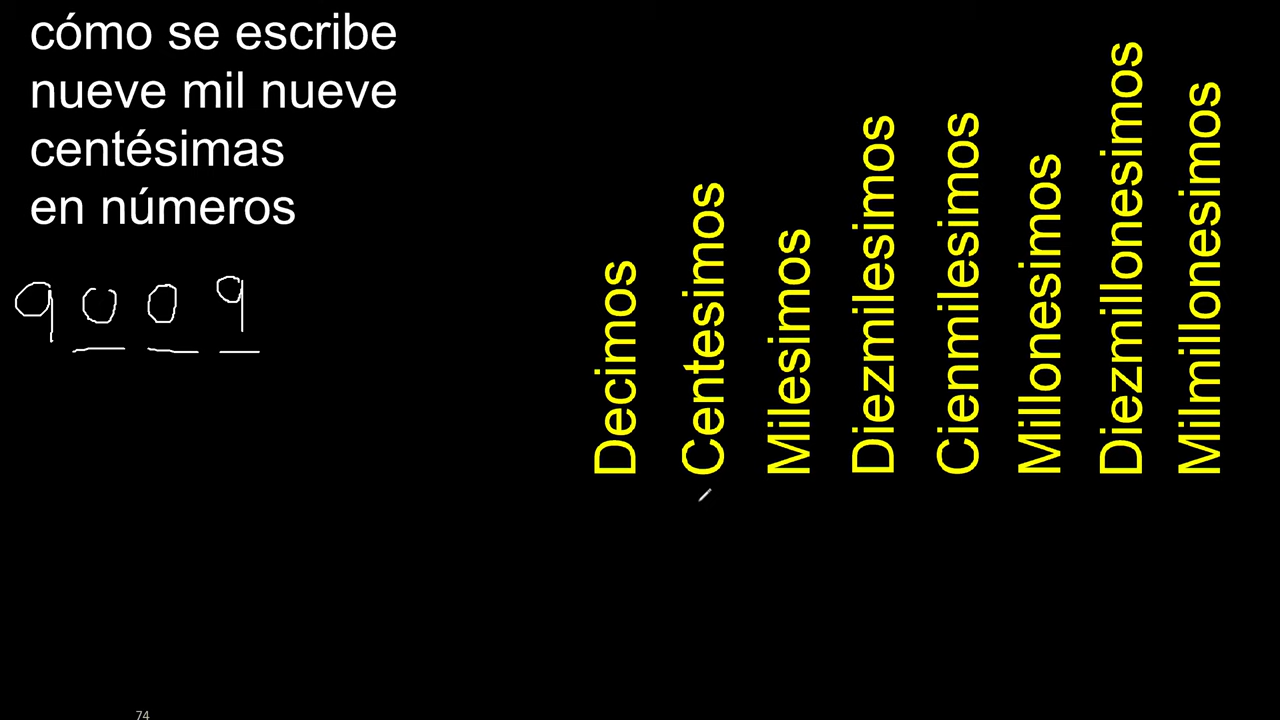 cómo se escribe
nueve mil nueve
centésimas
en números
9009
Decimos
Centesimos
Milesimos
Diezmilesimos
Cienmilesimos
Millonesimos
Diezmillonesimos
Milmillonesimos
74